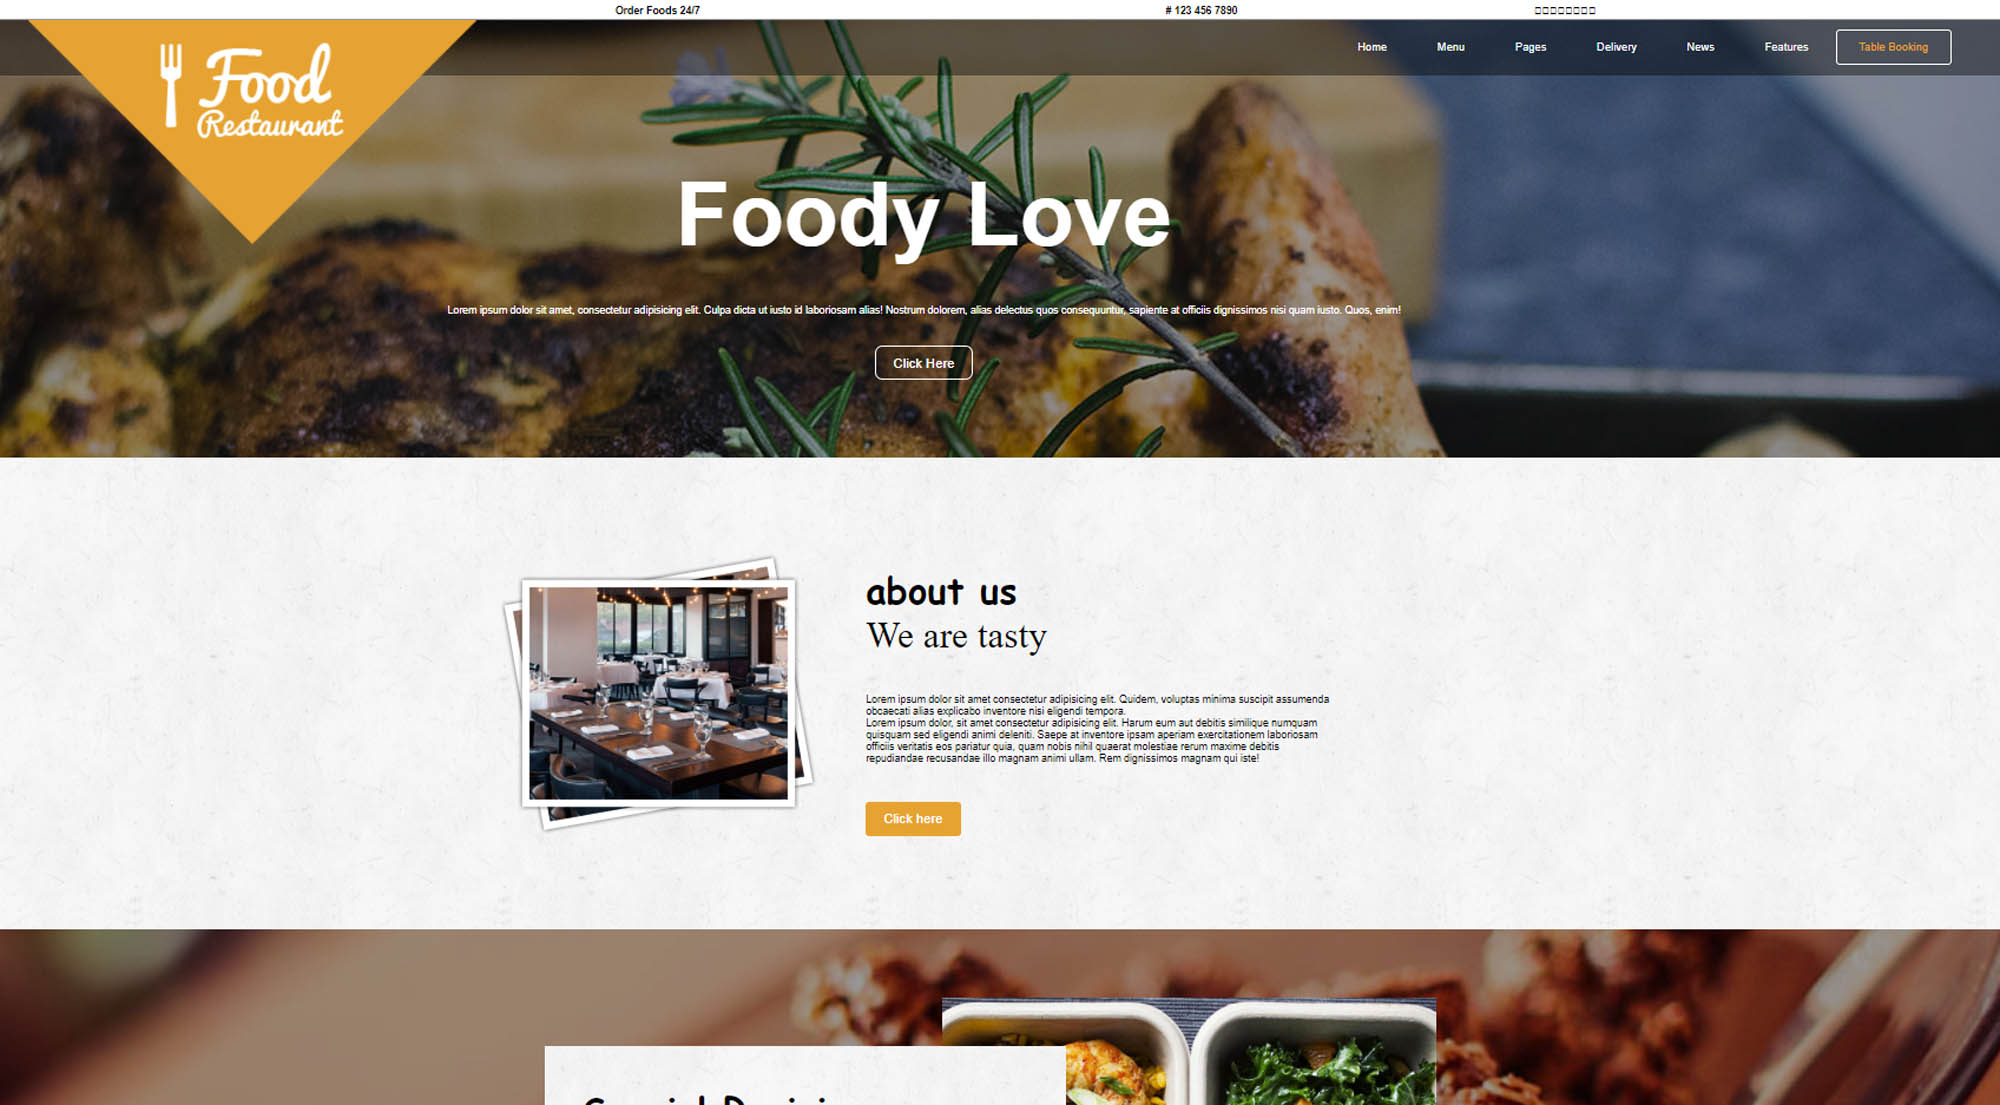 Order Foods 24/7
# 123 456 7890
Food
Restaurant
Home
Menu
Pages
Delivery
News
Features
Table Booking
Foody Love
Lorem ipsum dolor sit amet, consectetur adipisicing elit. Culpa dicta ut iusto id laboriosam alias! Nostrum dolorem, alias delectus quos consequuntur, sapiente at officiis dignissimos nisi quam iusto. Quos, enim!
Click Here
about us
We are tasty
Lorem ipsum dolor sit amet consectetur adipisicing elit. Quidem, voluptas minima suscipit assumenda
obcaecati alias explicabo inventore nisi eligendi tempora.
Lorem ipsum dolor, sit amet consectetur adipisicing elit. Harum eum aut debitis similique numquam
quisquam sed eligendi animi deleniti. Saepe at inventore ipsam aperiam exercitationem laboriosam
officiis veritatis eos pariatur quia, quam nobis nihil quaerat molestiae rerum maxime debitis
repudiandae recusandae illo magnam animi ullam. Rem dignissimos magnam qui iste!
Click here